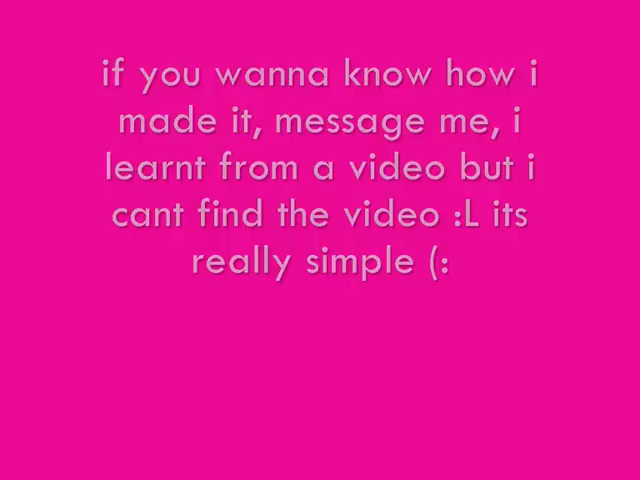 if you wanna know how i
made it, message me, i
learnt from a video but i
cant find the video :L its
really simple (: